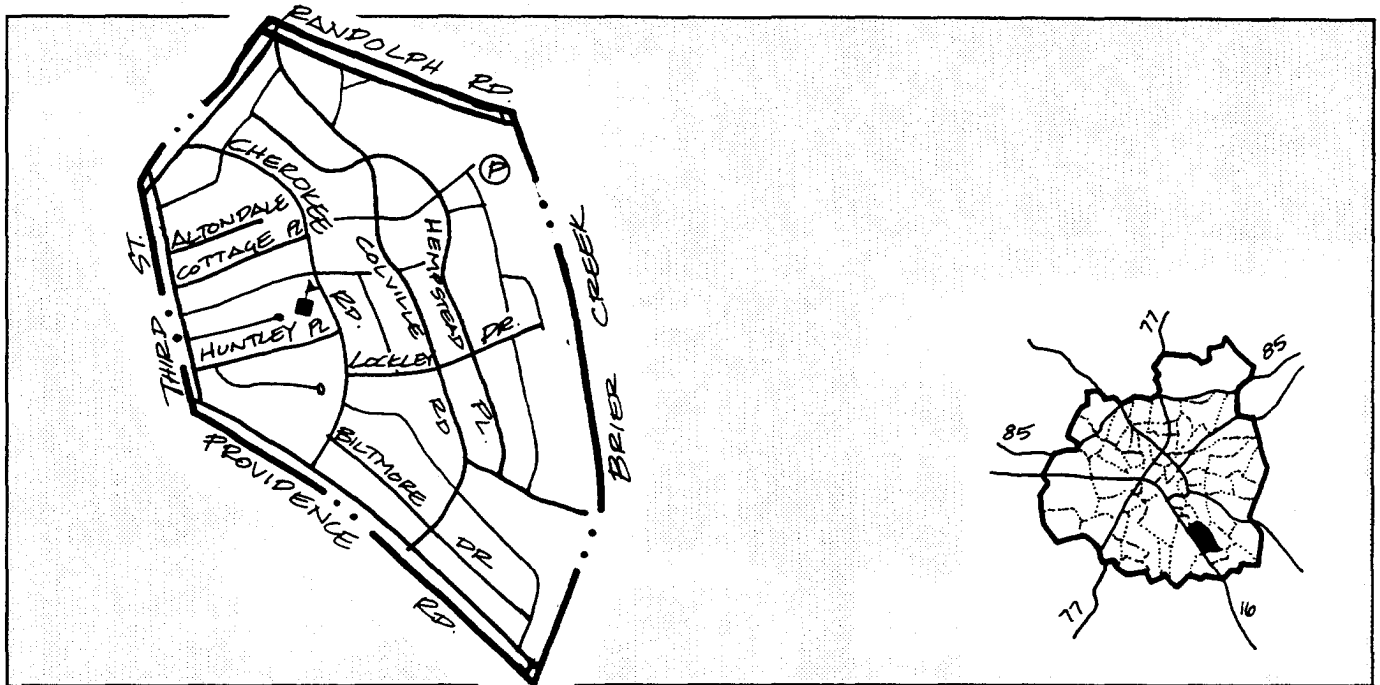 RANDOLPH RD.
CHEROKEE RD.
ALTONDALE
COTTAGE PL
THIRD ST.
HUNTLEY PL
COLVILLE RD
HEMPSTEAD PL.
LOCKLEY DR.
BILTMORE DR
PROVIDENCE RD.
BRIER CREEK
P
77
85
85
77
16